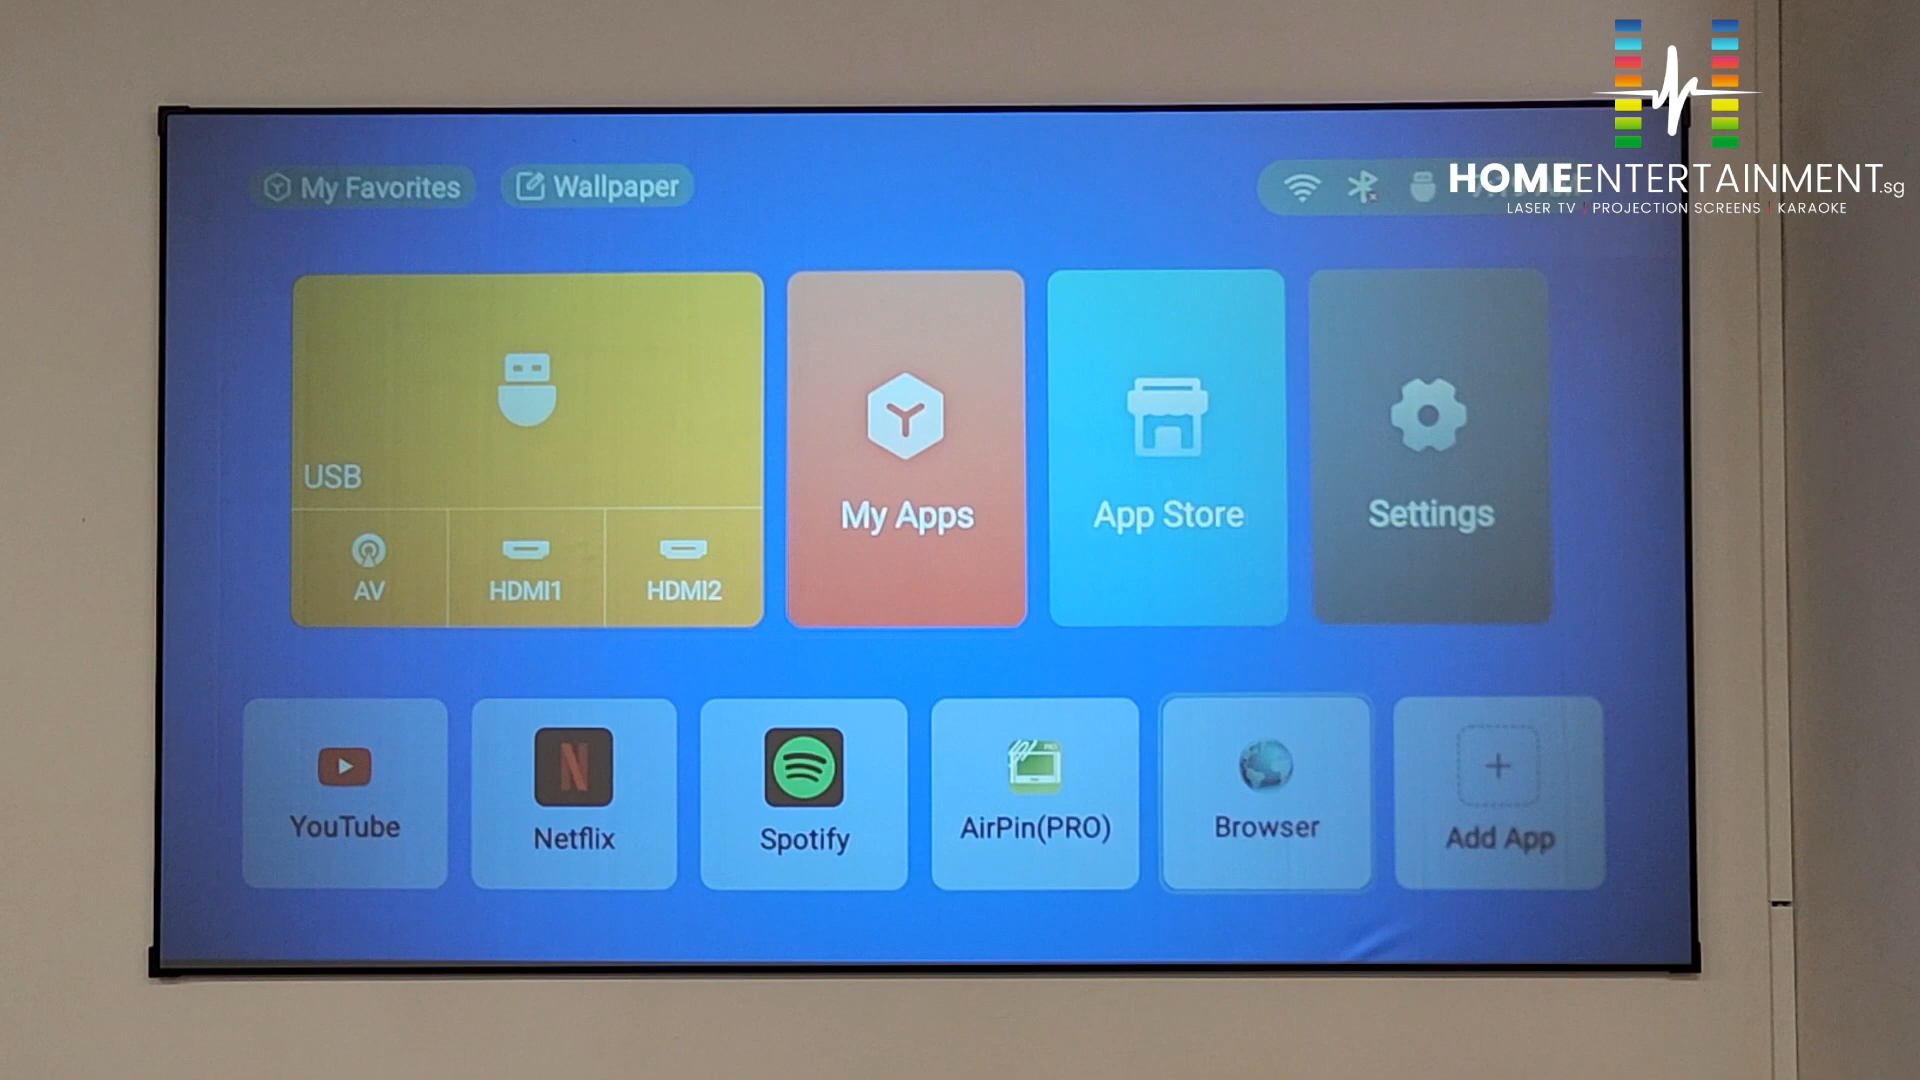 HOMEENTERTAINMENT.sg
LASER TV | PROJECTION SCREENS | KARAOKE
My Favorites
Wallpaper
USB
AV
HDMI1
HDMI2
My Apps
App Store
Settings
YouTube
Netflix
Spotify
AirPin(PRO)
Browser
Add App